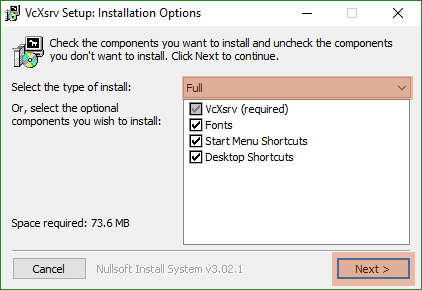 VcXsrv Setup: Installation Options
Check the components you want to install and uncheck the components
you don't want to install. Click Next to continue.
Select the type of install:
Full
Or, select the optional
components you wish to install:
VcXsrv (required)
Fonts
Start Menu Shortcuts
Desktop Shortcuts
Space required: 73.6 MB
Cancel
Nullsoft Install System v3.02.1
Next >